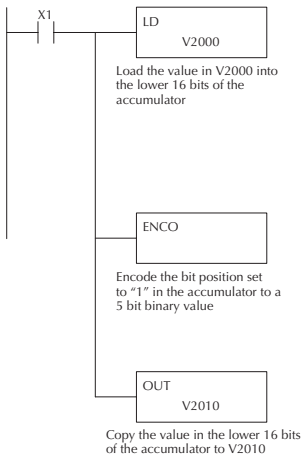 X1
LD
V2000
Load the value in V2000 into
the lower 16 bits of the
accumulator
ENCO
Encode the bit position set
to “1” in the accumulator to a
5 bit binary value
OUT
V2010
Copy the value in the lower 16 bits
of the accumulator to V2010